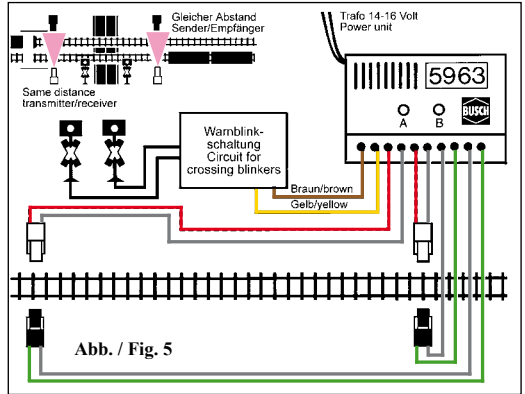 Gleicher Abstand
Sender/Empfänger
Trafo 14-16 Volt
Power unit
5963
Same distance
transmitter/receiver
A
B
BUSCH
Warnblink-
schaltung
Circuit for
crossing blinkers
Braun/brown
Gelb/yellow
Abb. / Fig. 5